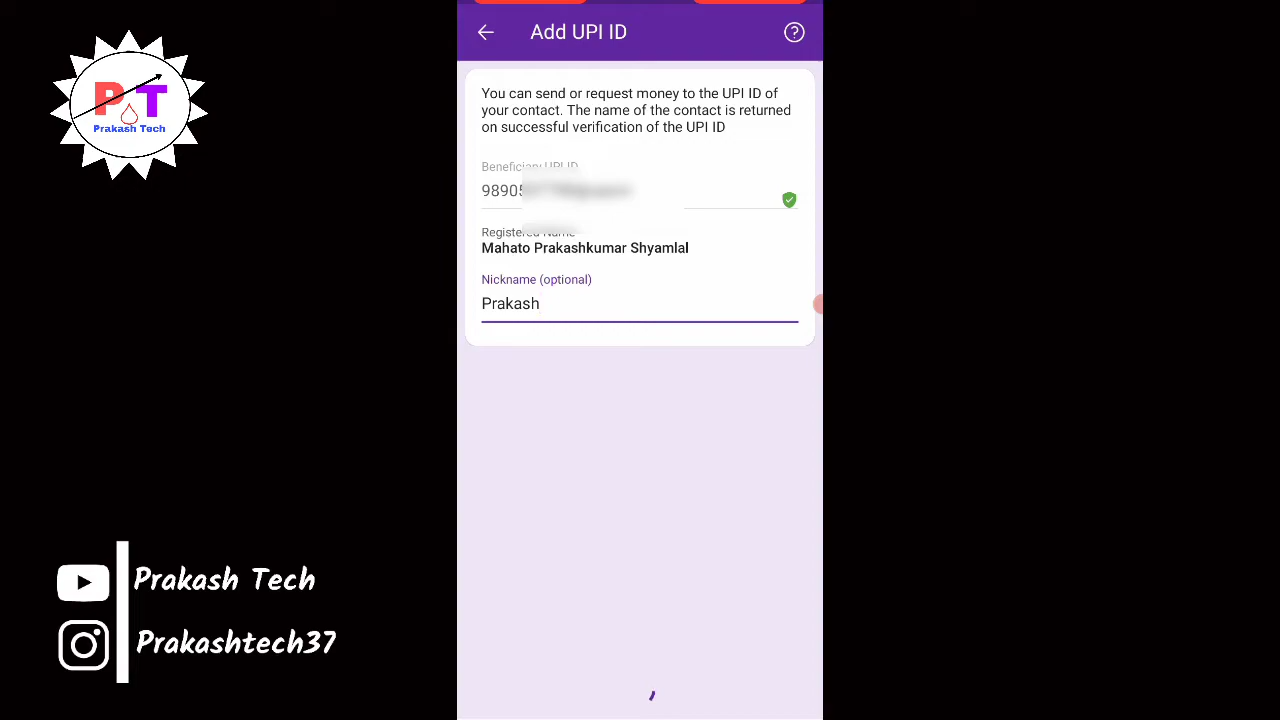 P T
Prakash Tech
Add UPI ID
You can send or request money to the UPI ID of
your contact. The name of the contact is returned
on successful verification of the UPI ID
Beneficiary UPI ID
9890
Registered Name
Mahato Prakashkumar Shyamlal
Nickname (optional)
Prakash
Prakash Tech
Prakashtech37